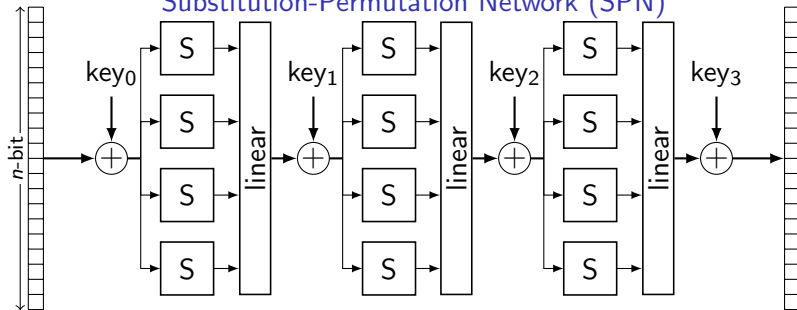 Substitution-Permutation Network (SPN)
key0 key1 key2 key3
S S S
S S S
n-bit + linear + linear + linear +
S S S
S S S